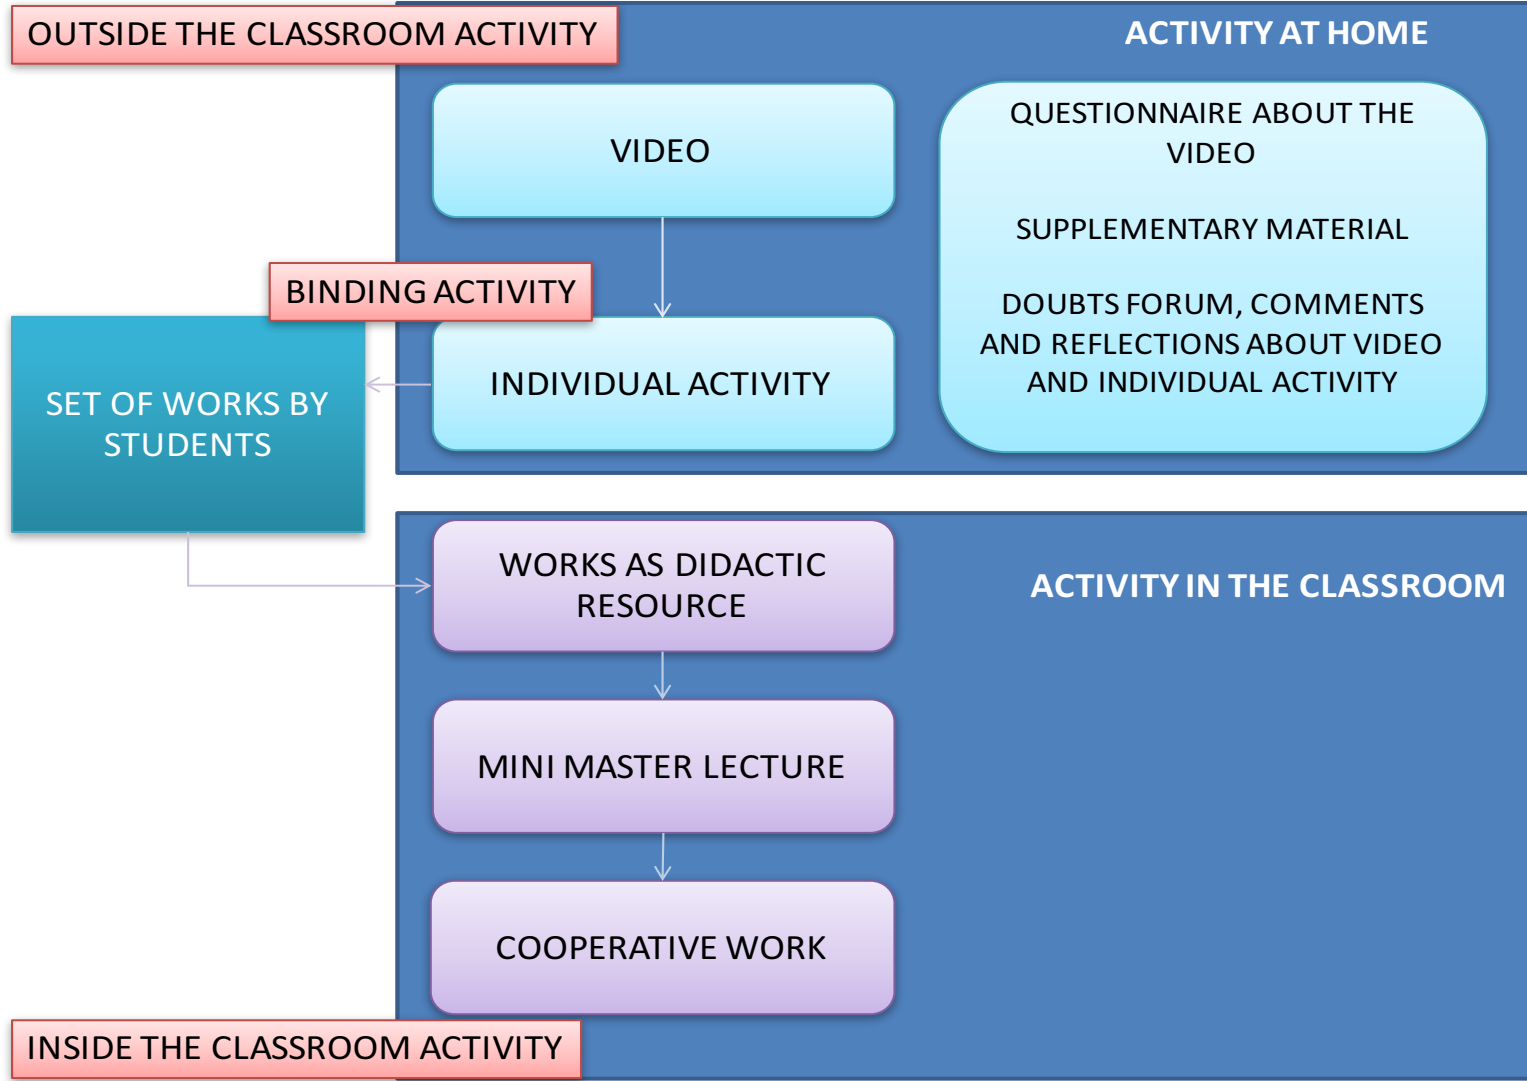 OUTSIDE THE CLASSROOM ACTIVITY
ACTIVITY AT HOME
VIDEO
QUESTIONNAIRE ABOUT THE
VIDEO
SUPPLEMENTARY MATERIAL
DOUBTS FORUM, COMMENTS
AND REFLECTIONS ABOUT VIDEO
AND INDIVIDUAL ACTIVITY
BINDING ACTIVITY
INDIVIDUAL ACTIVITY
SET OF WORKS BY
STUDENTS
WORKS AS DIDACTIC
RESOURCE
ACTIVITY IN THE CLASSROOM
MINI MASTER LECTURE
COOPERATIVE WORK
INSIDE THE CLASSROOM ACTIVITY